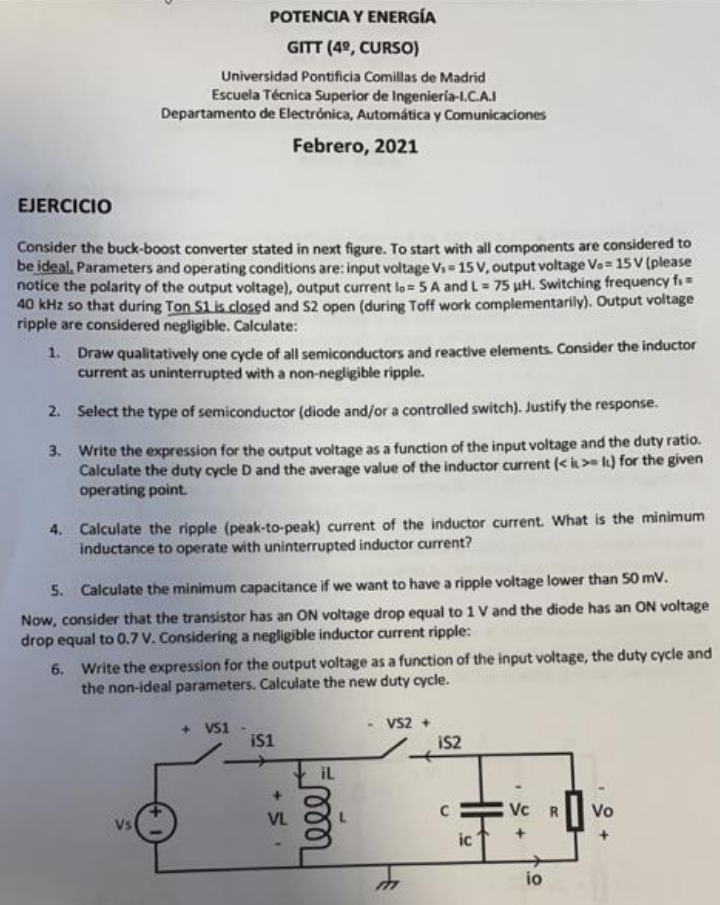 POTENCIA Y ENERGÍA
GITT (4º, CURSO)
Universidad Pontificia Comillas de Madrid
Escuela Técnica Superior de Ingeniería-I.C.A.I
Departamento de Electrónica, Automática y Comunicaciones
Febrero, 2021
EJERCICIO
Consider the buck-boost converter stated in next figure. To start with all components are considered to
be ideal. Parameters and operating conditions are: input voltage Vs = 15 V, output voltage Vo = 15 V (please
notice the polarity of the output voltage), output current Io = 5 A and L = 75 µH. Switching frequency fs =
40 kHz so that during Ton S1 is closed and S2 open (during Toff work complementarily). Output voltage
ripple are considered negligible. Calculate:
1. Draw qualitatively one cycle of all semiconductors and reactive elements. Consider the inductor
current as uninterrupted with a non-negligible ripple.
2. Select the type of semiconductor (diode and/or a controlled switch). Justify the response.
3. Write the expression for the output voltage as a function of the input voltage and the duty ratio.
Calculate the duty cycle D and the average value of the inductor current (< iL >= IL) for the given
operating point.
4. Calculate the ripple (peak-to-peak) current of the inductor current. What is the minimum
inductance to operate with uninterrupted inductor current?
5. Calculate the minimum capacitance if we want to have a ripple voltage lower than 50 mV.
Now, consider that the transistor has an ON voltage drop equal to 1 V and the diode has an ON voltage
drop equal to 0.7 V. Considering a negligible inductor current ripple:
6. Write the expression for the output voltage as a function of the input voltage, the duty cycle and
the non-ideal parameters. Calculate the new duty cycle.
+ VS1 -
- VS2 +
iS1
iS2
iL
+
VL
-
L
Vs
+
-
C
ic
-
Vc
+
R
-
Vo
+
io